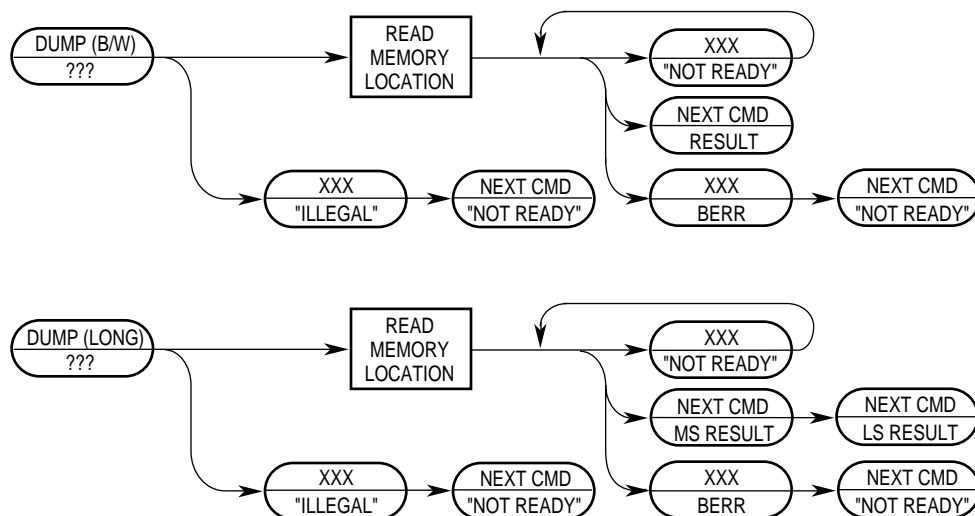 DUMP (B/W)
???
READ
MEMORY
LOCATION
XXX
"NOT READY"
NEXT CMD
RESULT
XXX
"ILLEGAL"
NEXT CMD
"NOT READY"
XXX
BERR
NEXT CMD
"NOT READY"
DUMP (LONG)
???
READ
MEMORY
LOCATION
XXX
"NOT READY"
NEXT CMD
MS RESULT
NEXT CMD
LS RESULT
XXX
"ILLEGAL"
NEXT CMD
"NOT READY"
XXX
BERR
NEXT CMD
"NOT READY"